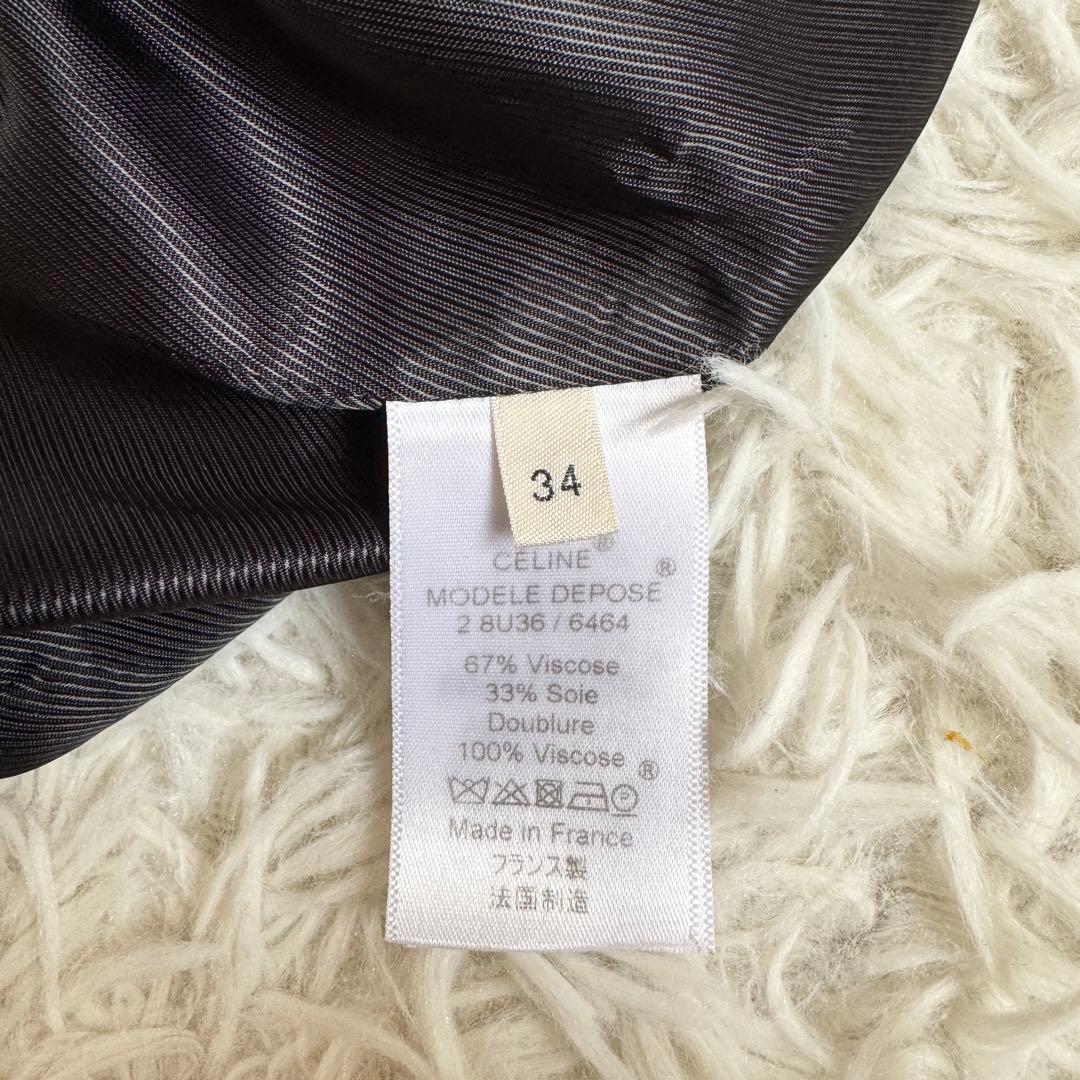 34
CÉLINE®
MODELE DEPOSE®
2 8U36 / 6464
67% Viscose
33% Soie
Doublure
100% Viscose
®
Made in France
フランス製
法国制造